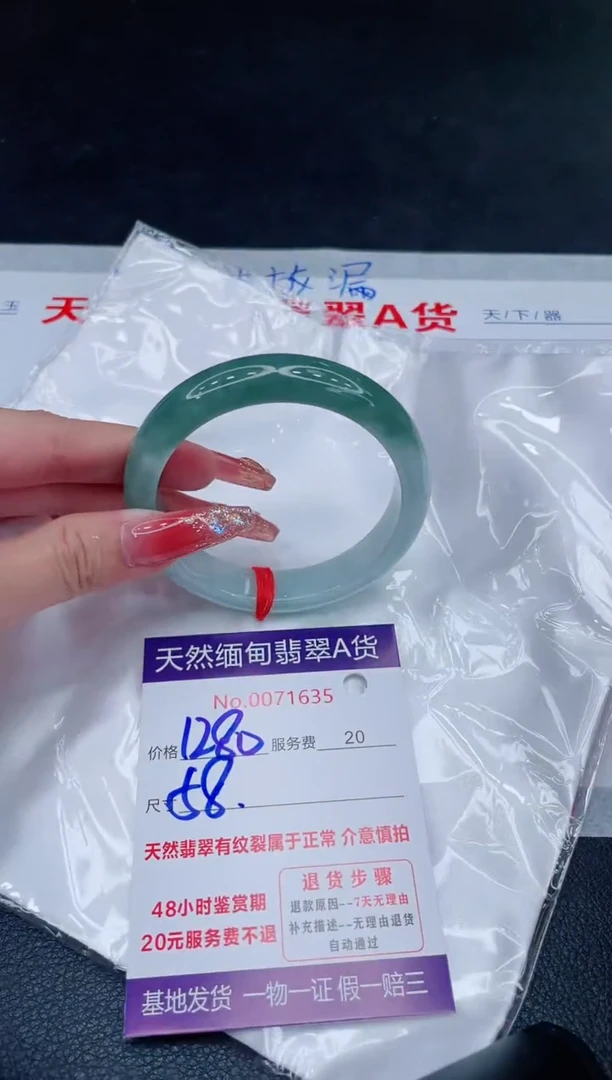 捡漏
玉 天 翡翠A货 天/下/器
天然缅甸翡翠A货
No.0071635
价格 1280 服务费 20
尺寸 58.
天然翡翠有纹裂属于正常 介意慎拍
48小时鉴赏期
20元服务费不退
退货步骤
退款原因--7天无理由
补充描述--无理由退货
自动通过
基地发货 一物一证 假一赔三